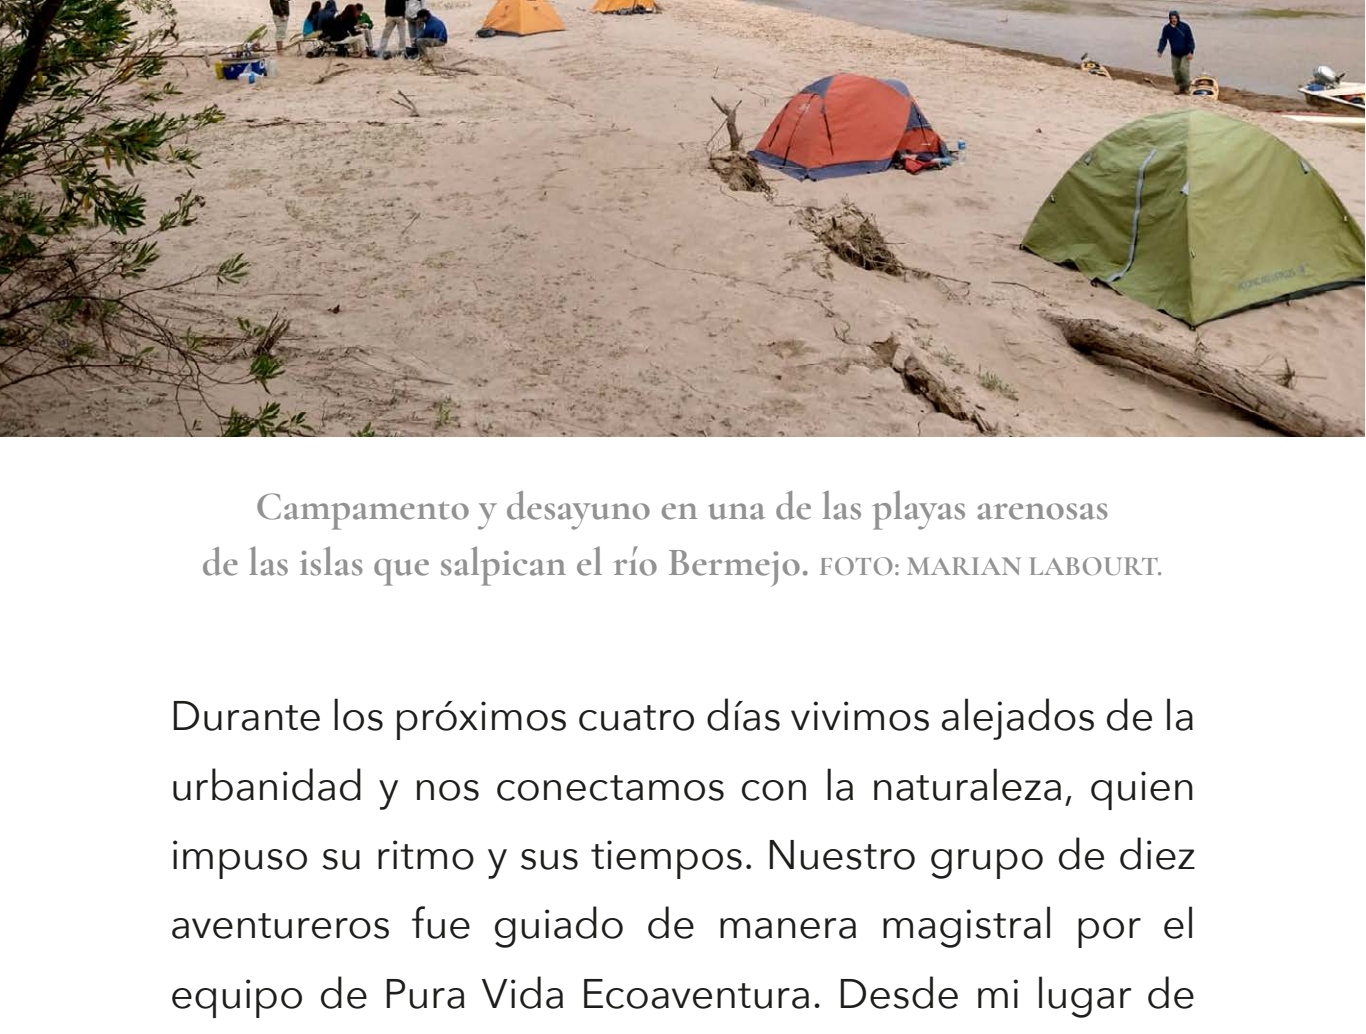 Campamento y desayuno en una de las playas arenosas
de las islas que salpican el río Bermejo. FOTO: MARIAN LABOURT.
Durante los próximos cuatro días vivimos alejados de la
urbanidad y nos conectamos con la naturaleza, quien
impuso su ritmo y sus tiempos. Nuestro grupo de diez
aventureros fue guiado de manera magistral por el
equipo de Pura Vida Ecoaventura. Desde mi lugar de